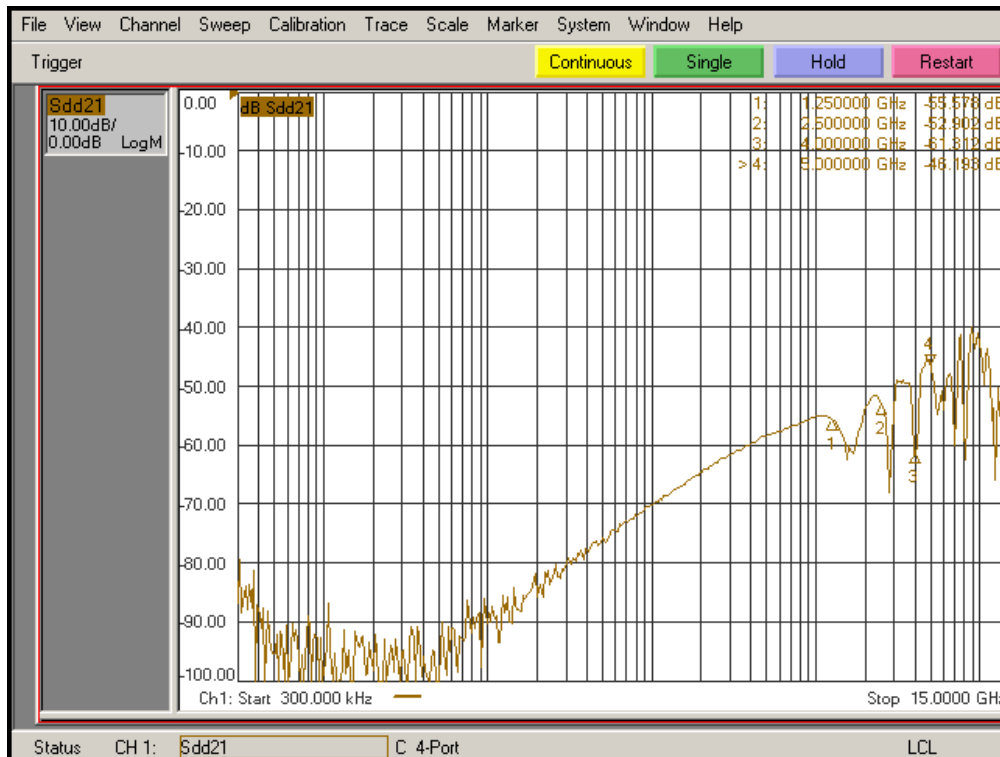 File View Channel Sweep Calibration Trace Scale Marker System Window Help
Trigger Continuous Single Hold Restart
Sdd21
10.00dB/
0.00dB LogM
dB Sdd21
1: 1.250000 GHz -55.578 dB
2: 2.500000 GHz -52.902 dB
3: 4.000000 GHz -61.312 dB
> 4: 5.000000 GHz -46.193 dB
0.00
-10.00
-20.00
-30.00
-40.00
-50.00
-60.00
-70.00
-80.00
-90.00
-100.00
4
1
2
3
Ch1: Start 300.000 kHz
Stop 15.0000 GHz
Status CH 1: Sdd21 C 4-Port LCL